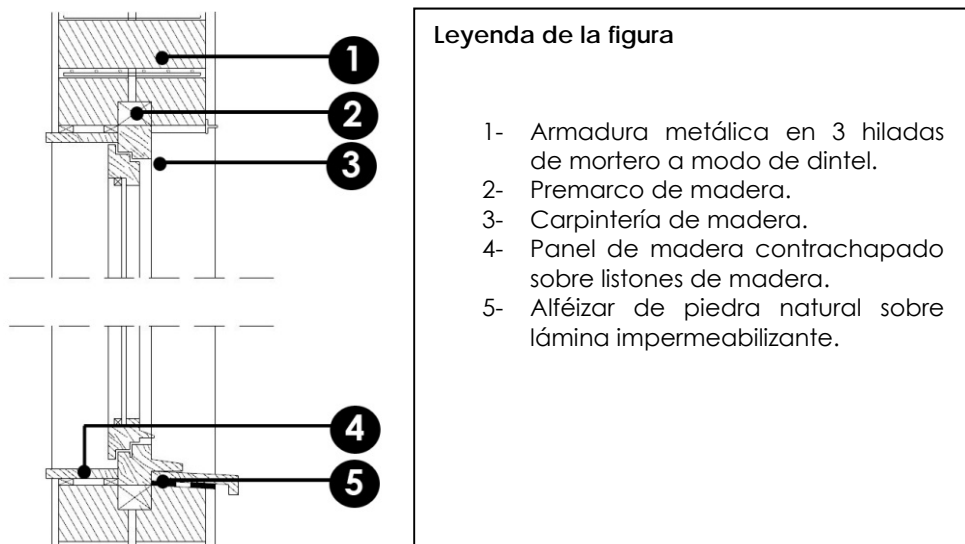 1
2
3
4
5
Leyenda de la figura
1- Armadura metálica en 3 hiladas
de mortero a modo de dintel.
2- Premarco de madera.
3- Carpintería de madera.
4- Panel de madera contrachapado
sobre listones de madera.
5- Alféizar de piedra natural sobre
lámina impermeabilizante.